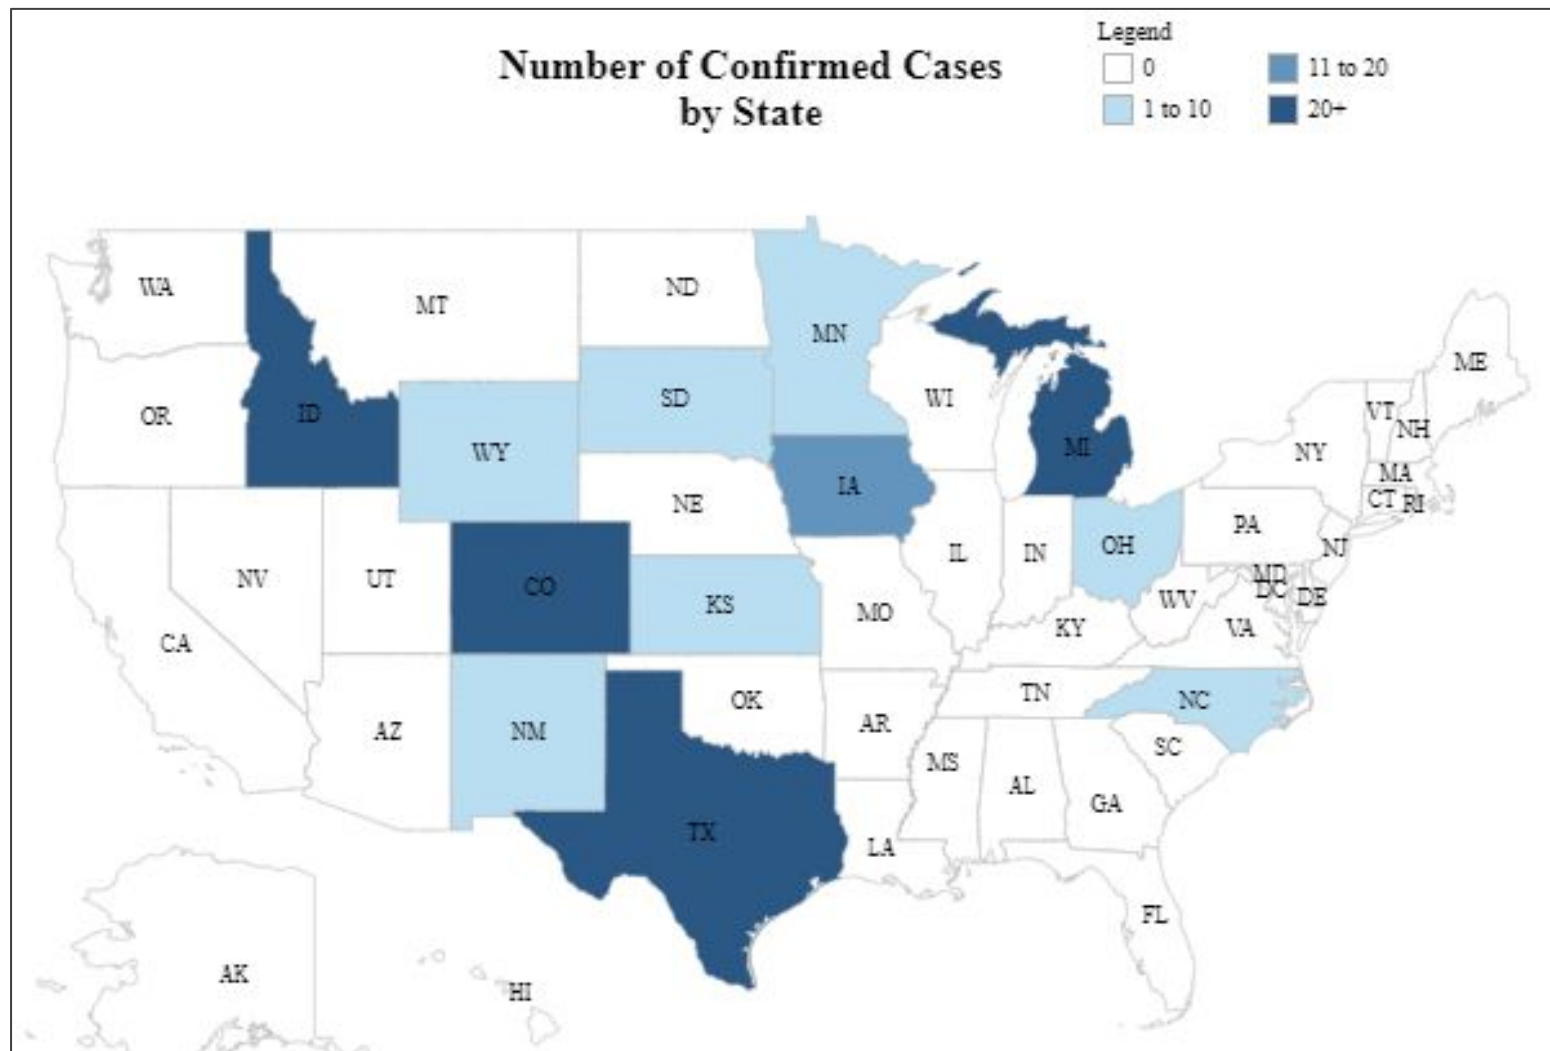 Legend
Number of Confirmed Cases
by State
0
11 to 20
1 to 10
20+
WA
MT
ND
MN
ME
OR
ID
WY
SD
WI
MI
VT
NH
NY
MA
CT
RI
IA
NE
PA
NJ
NV
UT
CO
KS
IL
IN
OH
MD
DC
DE
WV
VA
CA
MO
KY
AZ
NM
OK
AR
TN
NC
SC
MS
AL
GA
TX
LA
FL
AK
HI